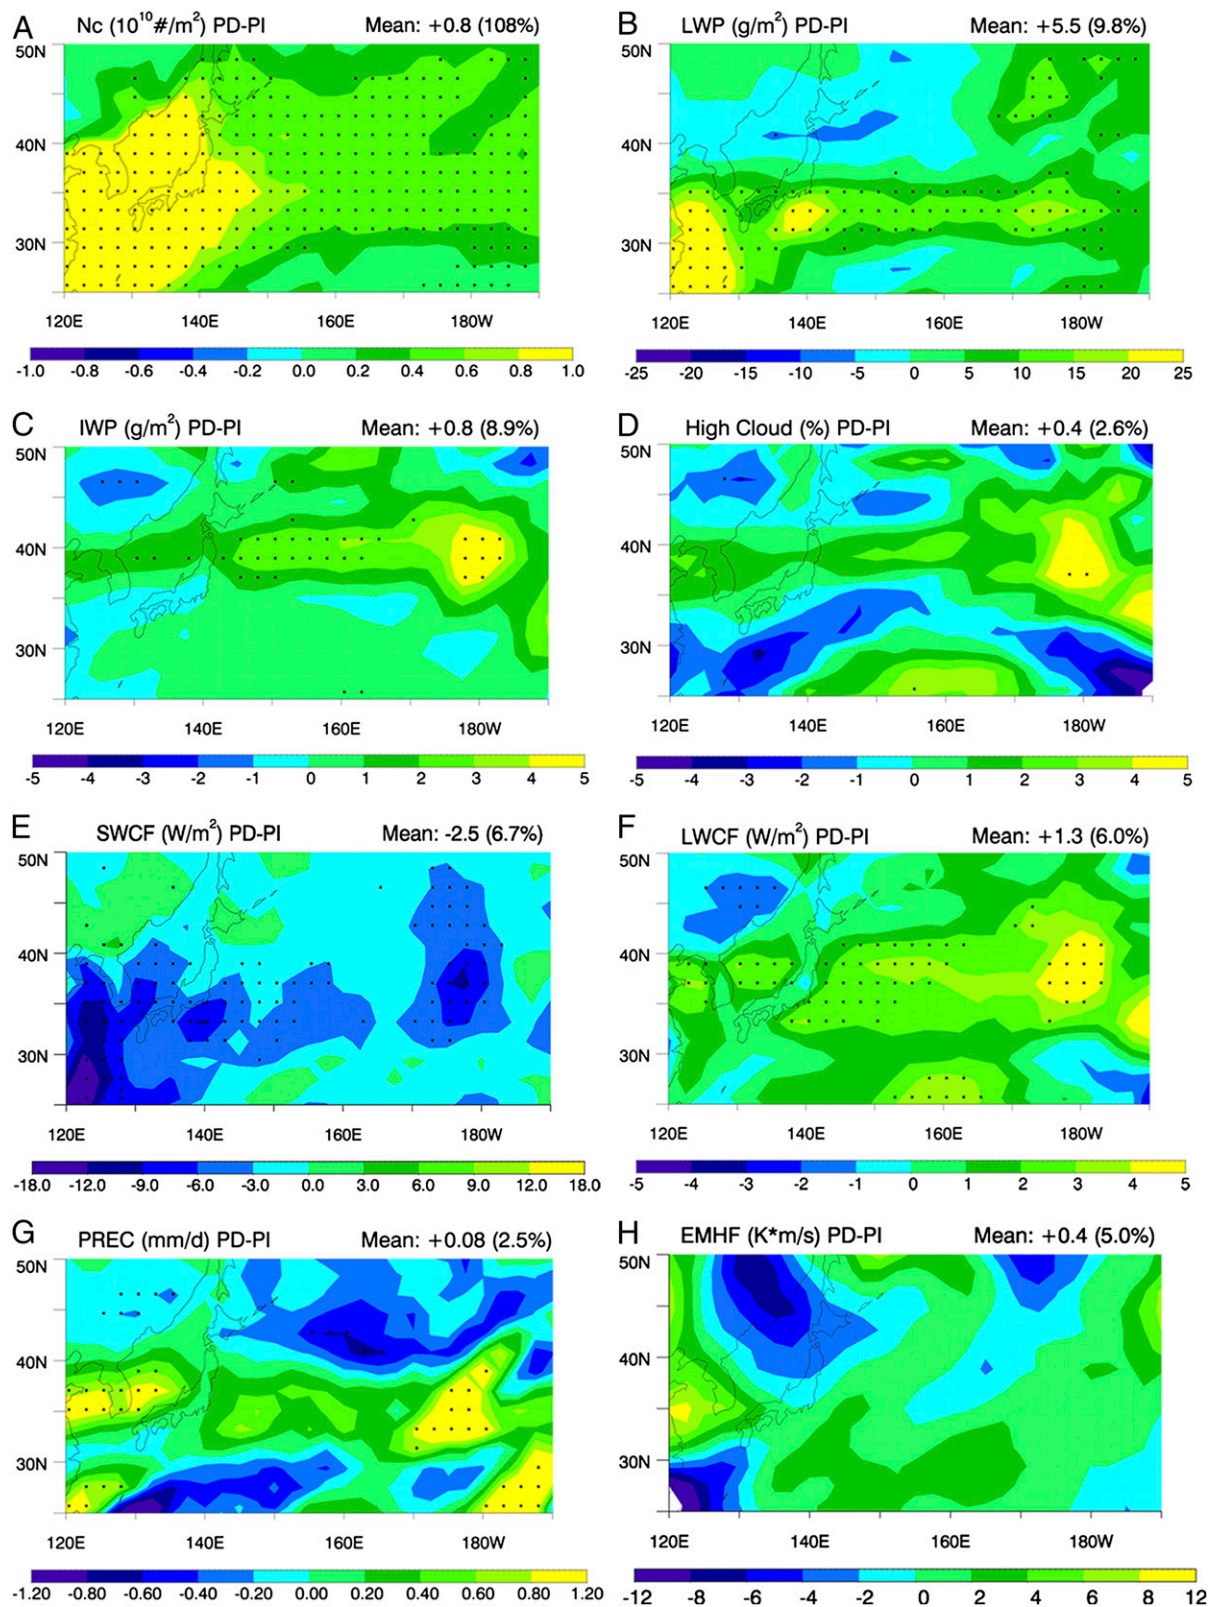 A Nc (10^10#/m^2) PD-PI Mean: +0.8 (108%)
50N
40N
30N
120E 140E 160E 180W
-1.0 -0.8 -0.6 -0.4 -0.2 0.0 0.2 0.4 0.6 0.8 1.0
B LWP (g/m^2) PD-PI Mean: +5.5 (9.8%)
50N
40N
30N
120E 140E 160E 180W
-25 -20 -15 -10 -5 0 5 10 15 20 25
C IWP (g/m^2) PD-PI Mean: +0.8 (8.9%)
50N
40N
30N
120E 140E 160E 180W
-5 -4 -3 -2 -1 0 1 2 3 4 5
D High Cloud (%) PD-PI Mean: +0.4 (2.6%)
50N
40N
30N
120E 140E 160E 180W
-5 -4 -3 -2 -1 0 1 2 3 4 5
E SWCF (W/m^2) PD-PI Mean: -2.5 (6.7%)
50N
40N
30N
120E 140E 160E 180W
-18.0 -12.0 -9.0 -6.0 -3.0 0.0 3.0 6.0 9.0 12.0 18.0
F LWCF (W/m^2) PD-PI Mean: +1.3 (6.0%)
50N
40N
30N
120E 140E 160E 180W
-5 -4 -3 -2 -1 0 1 2 3 4 5
G PREC (mm/d) PD-PI Mean: +0.08 (2.5%)
50N
40N
30N
120E 140E 160E 180W
-1.20 -0.80 -0.60 -0.40 -0.20 0.00 0.20 0.40 0.60 0.80 1.20
H EMHF (K*m/s) PD-PI Mean: +0.4 (5.0%)
50N
40N
30N
120E 140E 160E 180W
-12 -8 -6 -4 -2 0 2 4 6 8 12